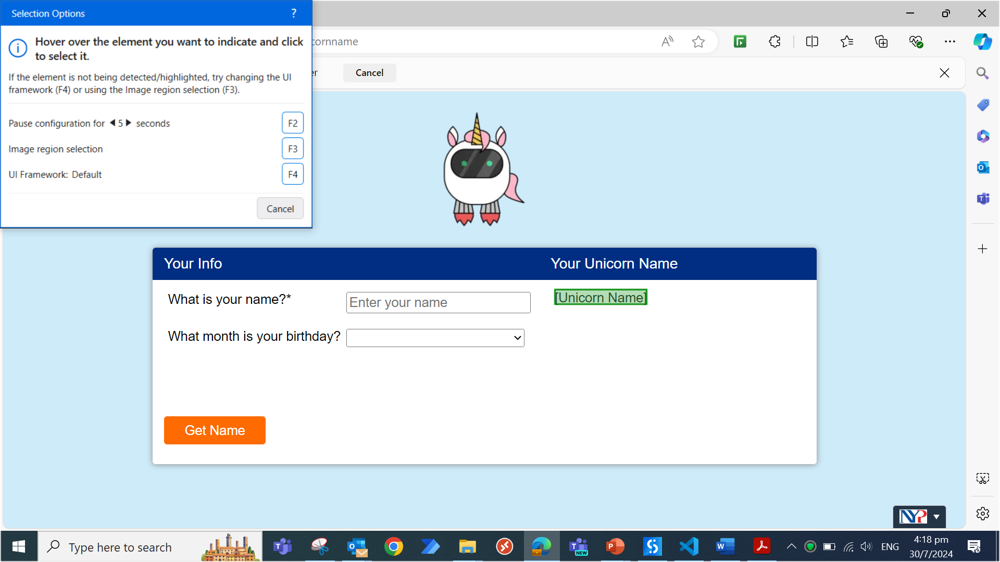 Selection Options ?
Hover over the element you want to indicate and click
to select it.
If the element is not being detected/highlighted, try changing the UI
framework (F4) or using the Image region selection (F3).
Pause configuration for 5 seconds F2
Image region selection F3
UI Framework: Default F4
Cancel
cornname
er Cancel
Your Info Your Unicorn Name
What is your name?* Enter your name [Unicorn Name]
What month is your birthday?
Get Name
NYP
Type here to search
NEW
ENG
4:18 pm
30/7/2024